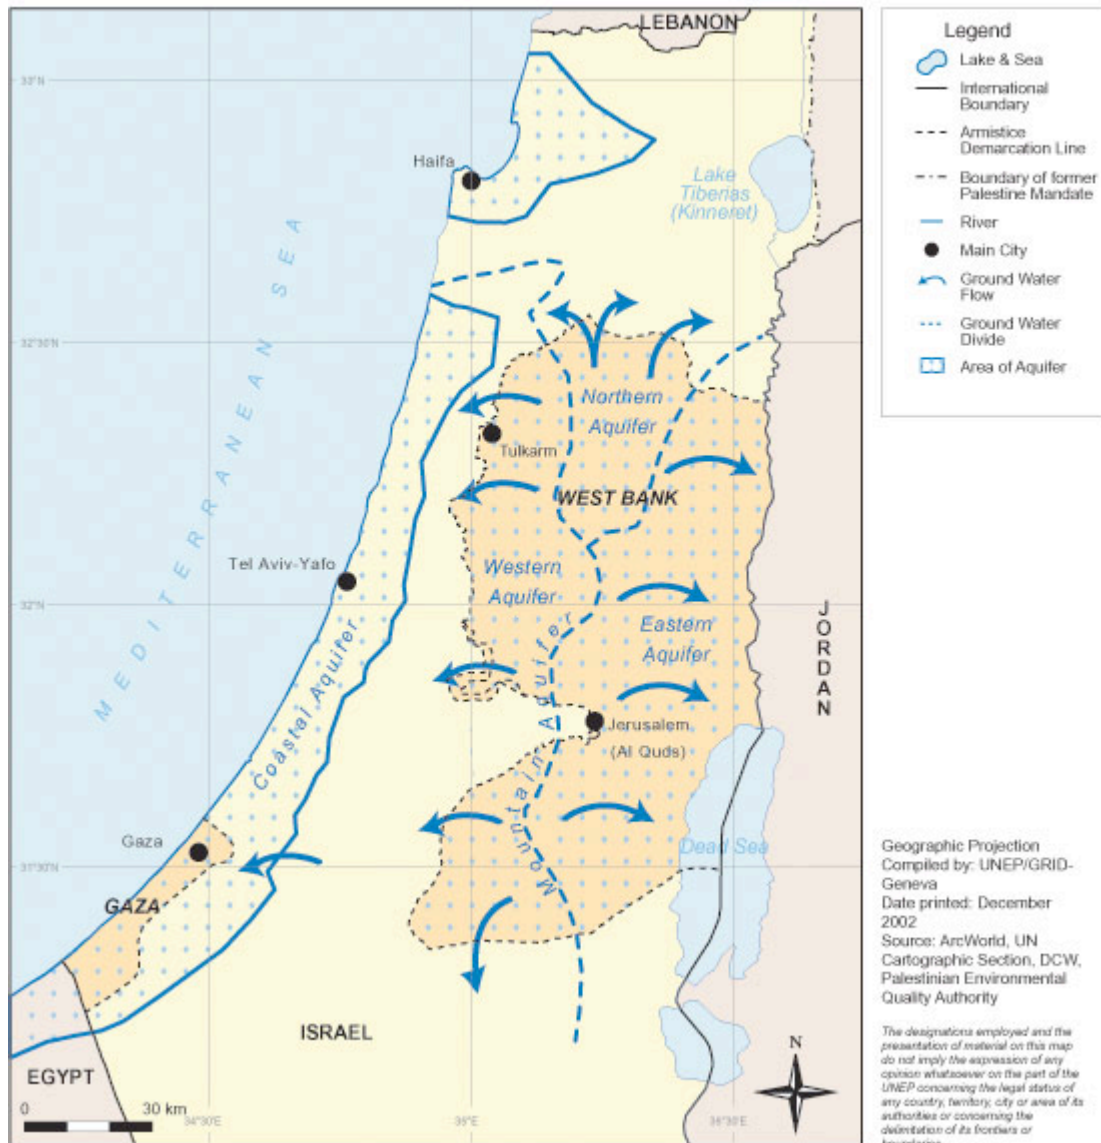 LEBANON
33°N
Haifa
Lake
Tiberias
(Kinneret)
MEDITERRANEAN SEA
32°30'N
Northern
Aquifer
Tulkarm
WEST BANK
Tel Aviv-Yafo
Western
Aquifer
32°N
Eastern
Aquifer
JORDAN
Coastal Aquifer
Mountain Aquifer
Jerusalem
(Al Quds)
Gaza
Dead Sea
31°30'N
GAZA
ISRAEL
EGYPT
N
0 30 km
34°30'E
35°E
35°30'E
Legend
Lake & Sea
International
Boundary
Armistice
Demarcation Line
Boundary of former
Palestine Mandate
River
Main City
Ground Water
Flow
Ground Water
Divide
Area of Aquifer
Geographic Projection
Compiled by: UNEP/GRID-
Geneva
Date printed: December
2002
Source: ArcWorld, UN
Cartographic Section, DCW,
Palestinian Environmental
Quality Authority
The designations employed and the
presentation of material on this map
do not imply the expression of any
opinion whatsoever on the part of the
UNEP concerning the legal status of
any country, territory, city or area of its
authorities or concerning the
delimitation of its frontiers or